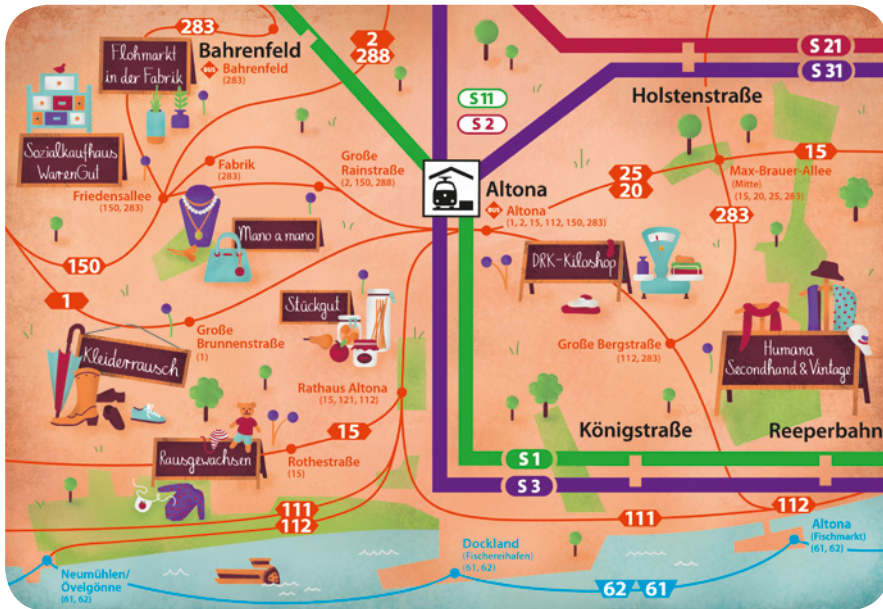 283
Flohmarkt
in der Fabrik
Bahrenfeld
BUS Bahrenfeld
(283)
2
288
S 21
S 31
S 11
S 2
Holstenstraße
Sozialkaufhaus
WarenGut
Fabrik
(283)
Große
Rainstraße
(2, 150, 288)
Friedensallee
(150, 283)
25
20
15
Max-Brauer-Allee
(Mitte)
(15, 20, 25, 283)
Altona
BUS Altona
(1, 2, 15, 112, 150, 283)
283
Mano a mano
150
DRK-Kiloshop
1
Stückgut
Große
Brunnenstraße
(1)
Kleiderrausch
Große Bergstraße
(112, 283)
Humana
Secondhand & Vintage
Rathaus Altona
(15, 121, 112)
15
Königstraße
Reeperbahn
Rausgewachsen
Rothestraße
(15)
S 1
S 3
111
112
111
112
Altona
(Fischmarkt)
(61, 62)
Dockland
(Fischereihafen)
(61, 62)
Neumühlen/
Övelgönne
(61, 62)
62 61